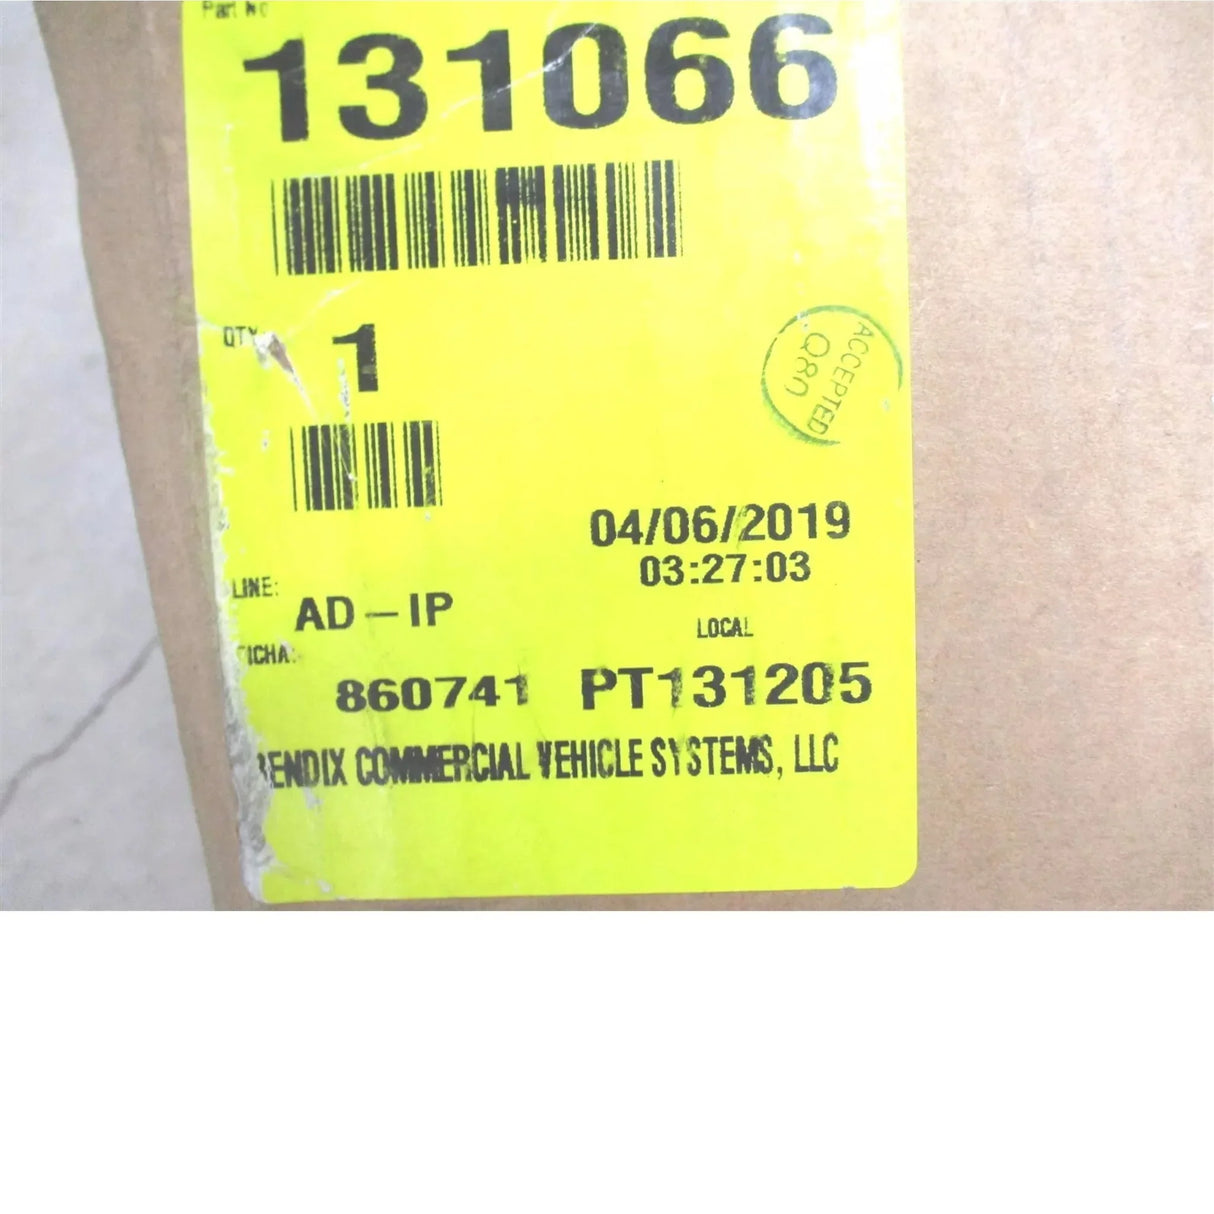 Part No
131066
QTY
1
ACCEPTED
Q80
04/06/2019
03:27:03
LINE:
AD-IP
LOCAL
FICHA:
860741 PT131205
BENDIX COMMERCIAL VEHICLE SYSTEMS, LLC